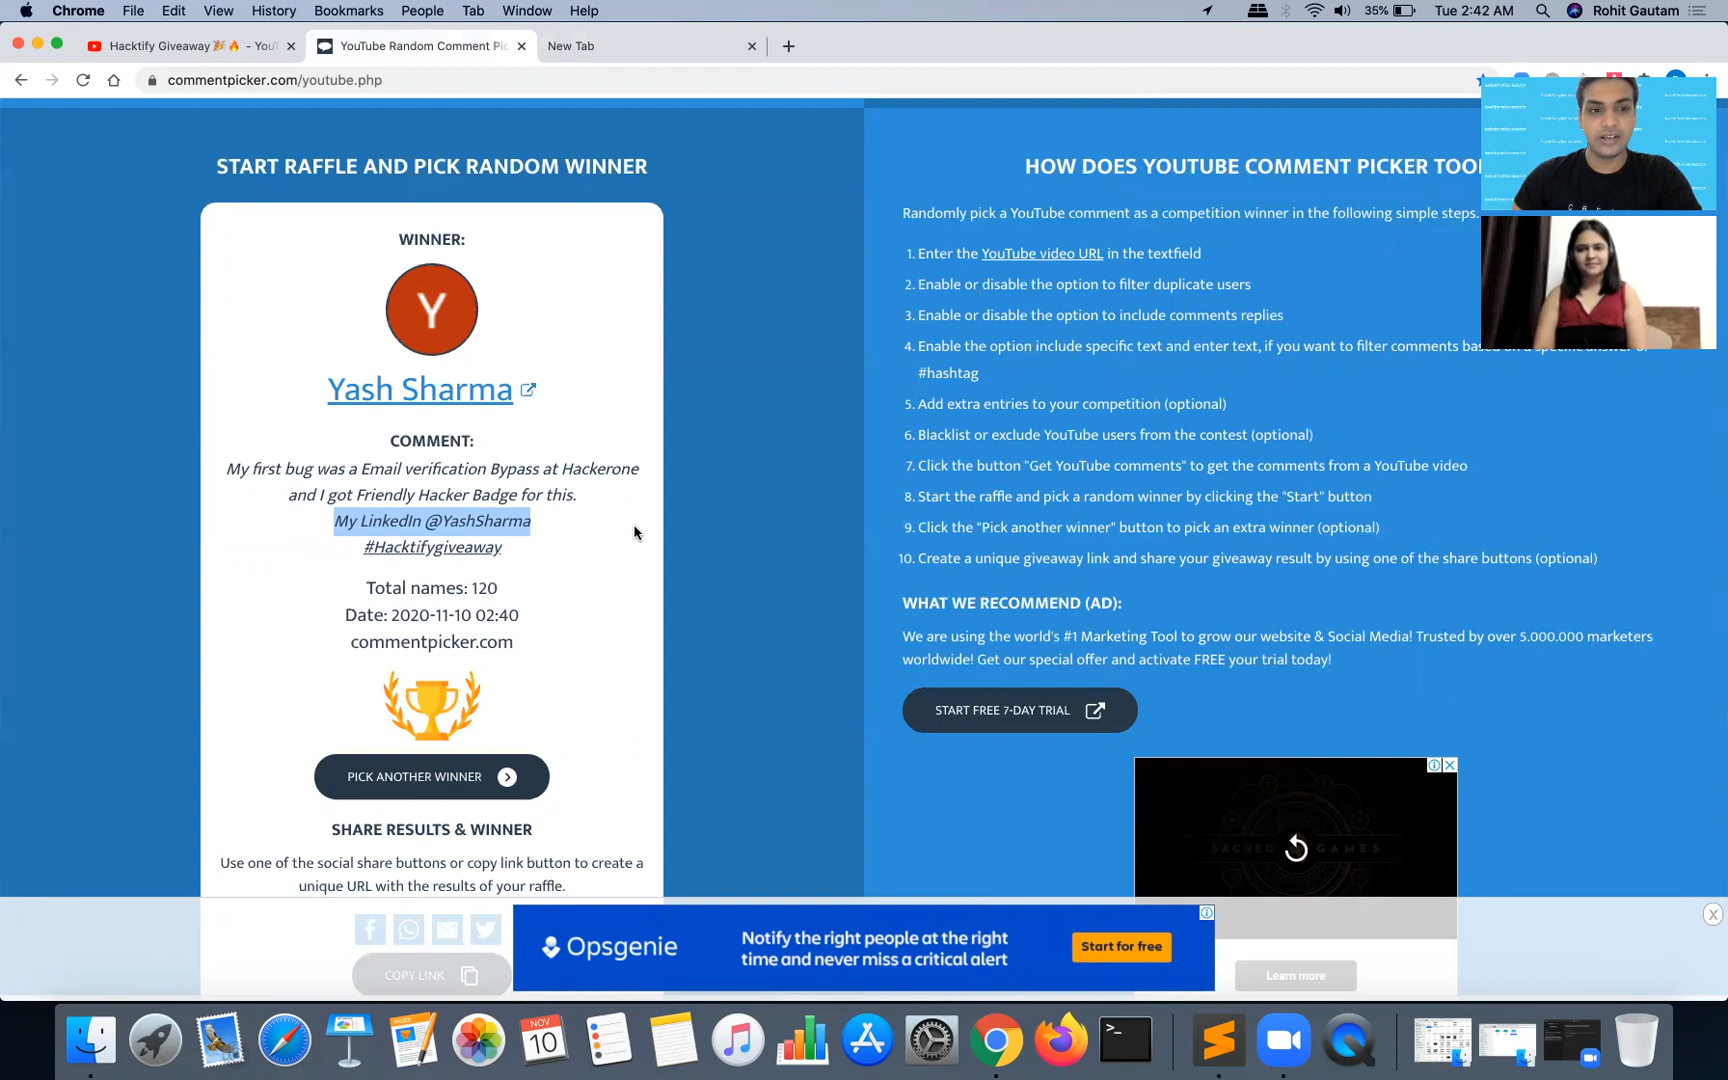 Chrome File Edit View History Bookmarks People Tab Window Help
35% Tue 2:42 AM Rohit Gautam
Hacktify Giveaway🎉🔥 - You
YouTube Random Comment Pic
New Tab
commentpicker.com/youtube.php
START RAFFLE AND PICK RANDOM WINNER
WINNER:
Y
Yash Sharma
COMMENT:
My first bug was a Email verification Bypass at Hackerone
and I got Friendly Hacker Badge for this.
My LinkedIn @YashSharma
#Hacktifygiveaway
Total names: 120
Date: 2020-11-10 02:40
commentpicker.com
PICK ANOTHER WINNER
SHARE RESULTS & WINNER
Use one of the social share buttons or copy link button to create a
unique URL with the results of your raffle.
COPY LINK
HOW DOES YOUTUBE COMMENT PICKER TOO
Randomly pick a YouTube comment as a competition winner in the following simple steps.
1. Enter the YouTube video URL in the textfield
2. Enable or disable the option to filter duplicate users
3. Enable or disable the option to include comments replies
4. Enable the option include specific text and enter text, if you want to filter comments based on a specific answer or
#hashtag
5. Add extra entries to your competition (optional)
6. Blacklist or exclude YouTube users from the contest (optional)
7. Click the button "Get YouTube comments" to get the comments from a YouTube video
8. Start the raffle and pick a random winner by clicking the "Start" button
9. Click the "Pick another winner" button to pick an extra winner (optional)
10. Create a unique giveaway link and share your giveaway result by using one of the share buttons (optional)
WHAT WE RECOMMEND (AD):
We are using the world's #1 Marketing Tool to grow our website & Social Media! Trusted by over 5.000.000 marketers
worldwide! Get our special offer and activate FREE your trial today!
START FREE 7-DAY TRIAL
SACRED GAMES
Learn more
Opsgenie
Notify the right people at the right
time and never miss a critical alert
Start for free
X
NOV
10